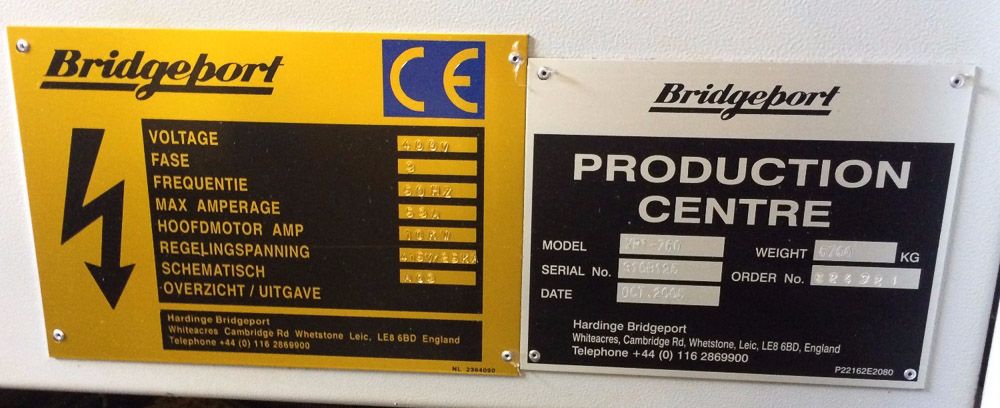 Bridgeport
CE
VOLTAGE 400V
FASE 3
FREQUENTIE
MAX AMPERAGE
HOOFDMOTOR AMP
REGELINGSPANNING
SCHEMATISCH
OVERZICHT / UITGAVE
Hardinge Bridgeport
Whiteacres Cambridge Rd Whetstone Leic. LE8 6BD England
Telephone +44 (0) 116 2869900
NL 2364090
Bridgeport
PRODUCTION
CENTRE
MODEL
WEIGHT 6700 KG
SERIAL No.
ORDER No.
DATE
Hardinge Bridgeport
Whiteacres, Cambridge Rd, Whetstone, Leic, LE8 6BD, England
Telephone +44 (0) 116 2869900
P22162E2080